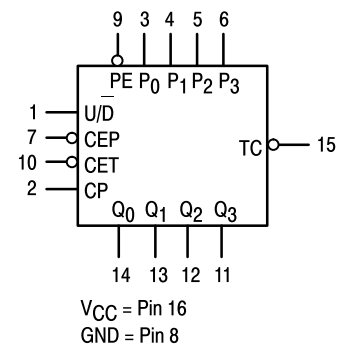 9 3 4 5 6
PE P0 P1 P2 P3
1 U/D̅
7 CEP
10 CET
2 CP
TC 15
Q0 Q1 Q2 Q3
14 13 12 11
VCC = Pin 16
GND = Pin 8